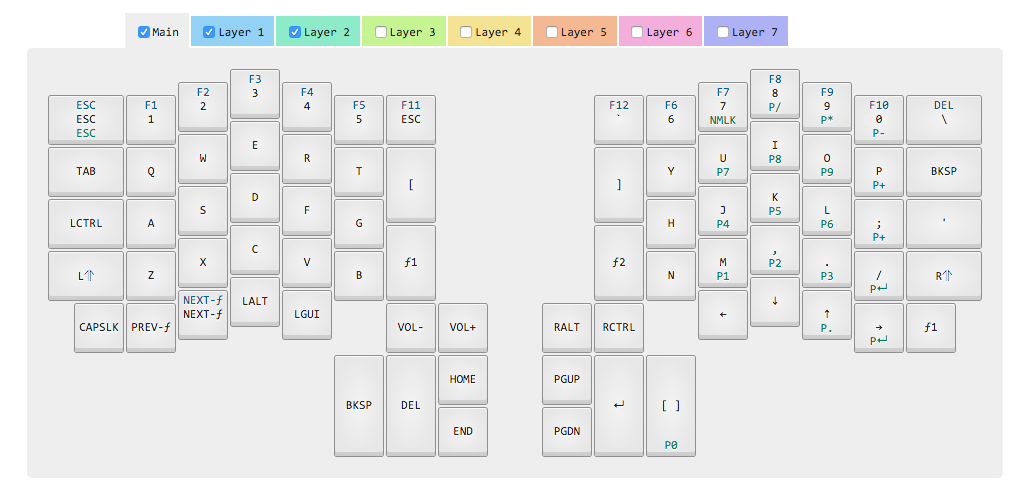 Main Layer 1 Layer 2 Layer 3 Layer 4 Layer 5 Layer 6 Layer 7
ESC
ESC
ESC
F1
1
F2
2
F3
3
F4
4
F5
5
F11
ESC
F12
`
F6
6
F7
7
NMLK
F8
8
P/
F9
9
P*
F10
0
P-
DEL
\
TAB
Q
W
E
R
T
[
]
Y
U
P7
I
P8
O
P9
P
P+
BKSP
LCTRL
A
S
D
F
G
H
J
P4
K
P5
L
P6
;
P+
'
L⇑
Z
X
C
V
B
ƒ1
ƒ2
N
M
P1
,
P2
.
P3
/
P↵
R⇑
CAPSLK
PREV-ƒ
NEXT-ƒ
NEXT-ƒ
LALT
LGUI
VOL-
VOL+
RALT
RCTRL
←
↓
↑
P.
→
P↵
ƒ1
BKSP
DEL
HOME
END
PGUP
PGDN
↵
[ ]
P0